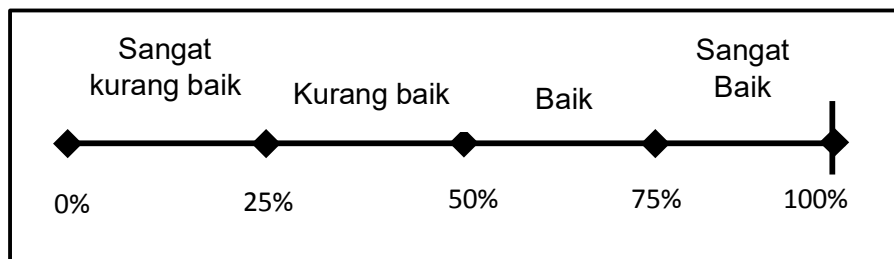 Sangat
kurang baik
Kurang baik
Baik
Sangat
Baik
0%
25%
50%
75%
100%